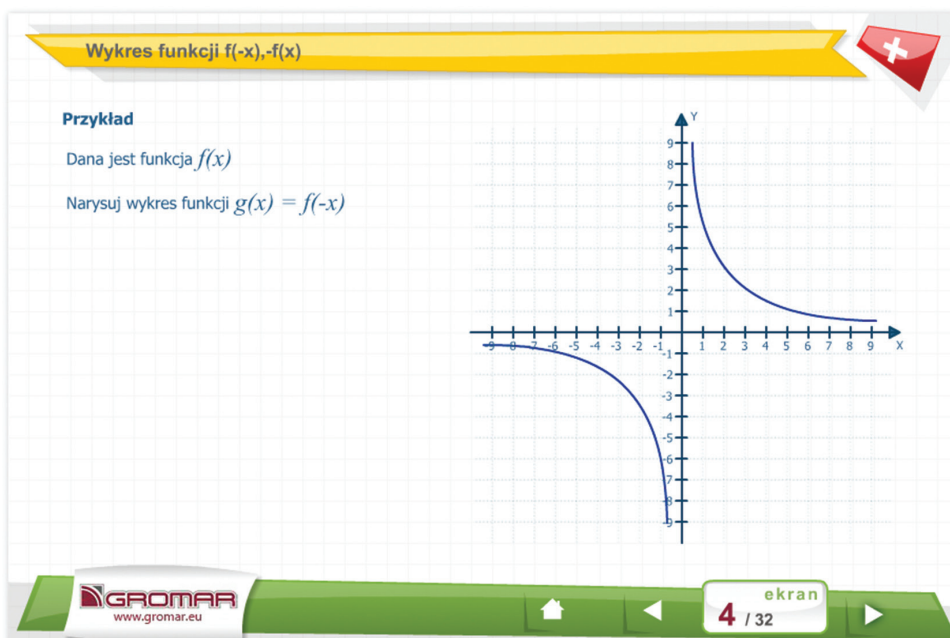 Wykres funkcji f(-x),-f(x)
Przykład
Dana jest funkcja f(x)
Narysuj wykres funkcji g(x) = f(-x)
Y
9
8
7
6
5
4
3
2
1
-9 -8 -7 -6 -5 -4 -3 -2 -1 1 2 3 4 5 6 7 8 9 X
-1
-2
-3
-4
-5
-6
-7
-8
-9
GROMAR
www.gromar.eu
ekran
4 / 32